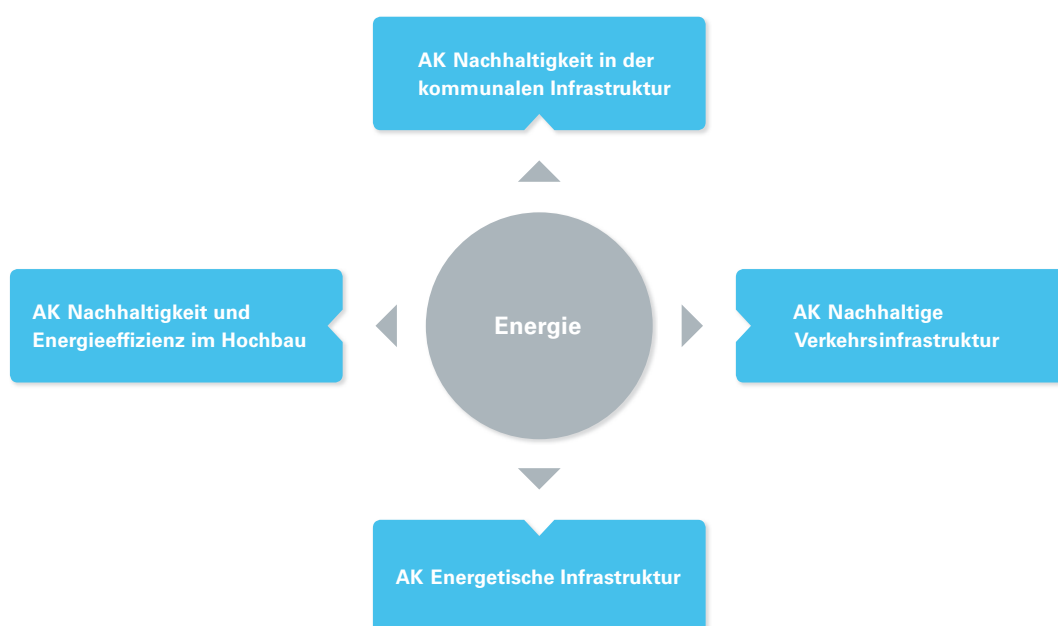 AK Nachhaltigkeit in der
kommunalen Infrastruktur
AK Nachhaltigkeit und
Energieeffizienz im Hochbau
Energie
AK Nachhaltige
Verkehrsinfrastruktur
AK Energetische Infrastruktur